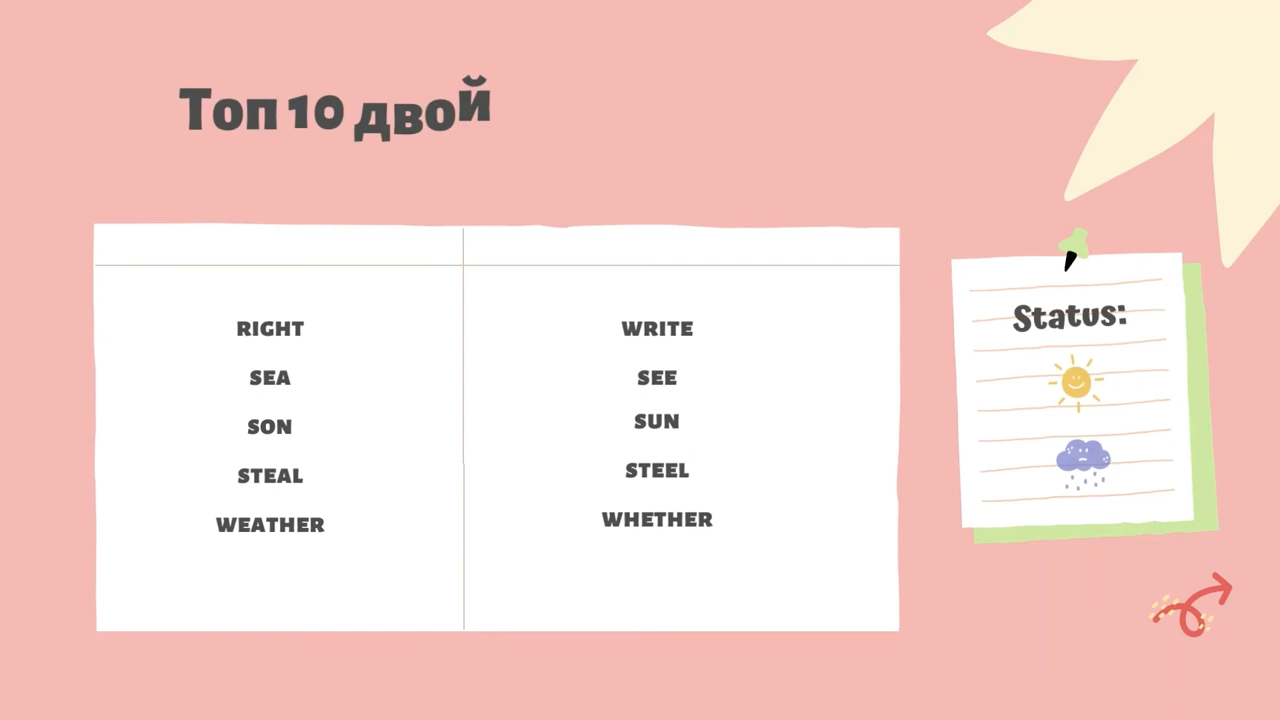 Топ 10 двой
RIGHT
WRITE
SEA
SEE
SON
SUN
STEAL
STEEL
WEATHER
WHETHER
Status: